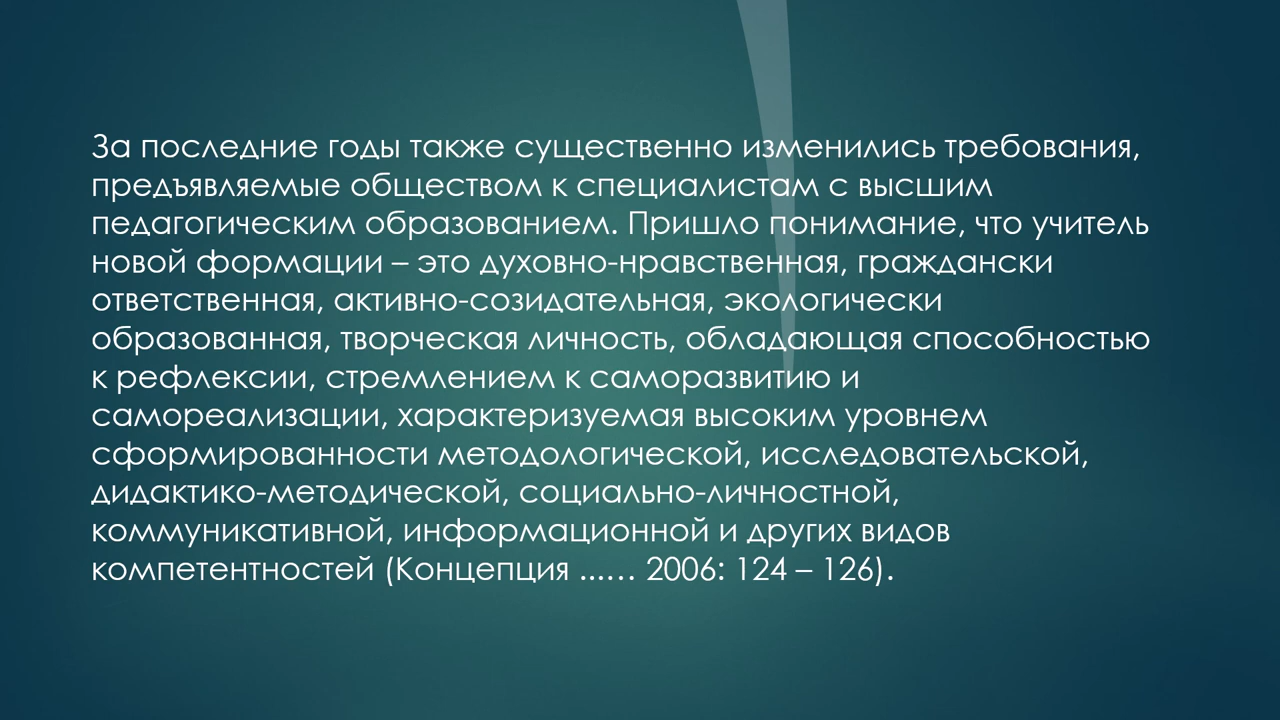 За последние годы также существенно изменились требования,
предъявляемые обществом к специалистам с высшим
педагогическим образованием. Пришло понимание, что учитель
новой формации – это духовно-нравственная, граждански
ответственная, активно-созидательная, экологически
образованная, творческая личность, обладающая способностью
к рефлексии, стремлением к саморазвитию и
самореализации, характеризуемая высоким уровнем
сформированности методологической, исследовательской,
дидактико-методической, социально-личностной,
коммуникативной, информационной и других видов
компетентностей (Концепция ...… 2006: 124 – 126).